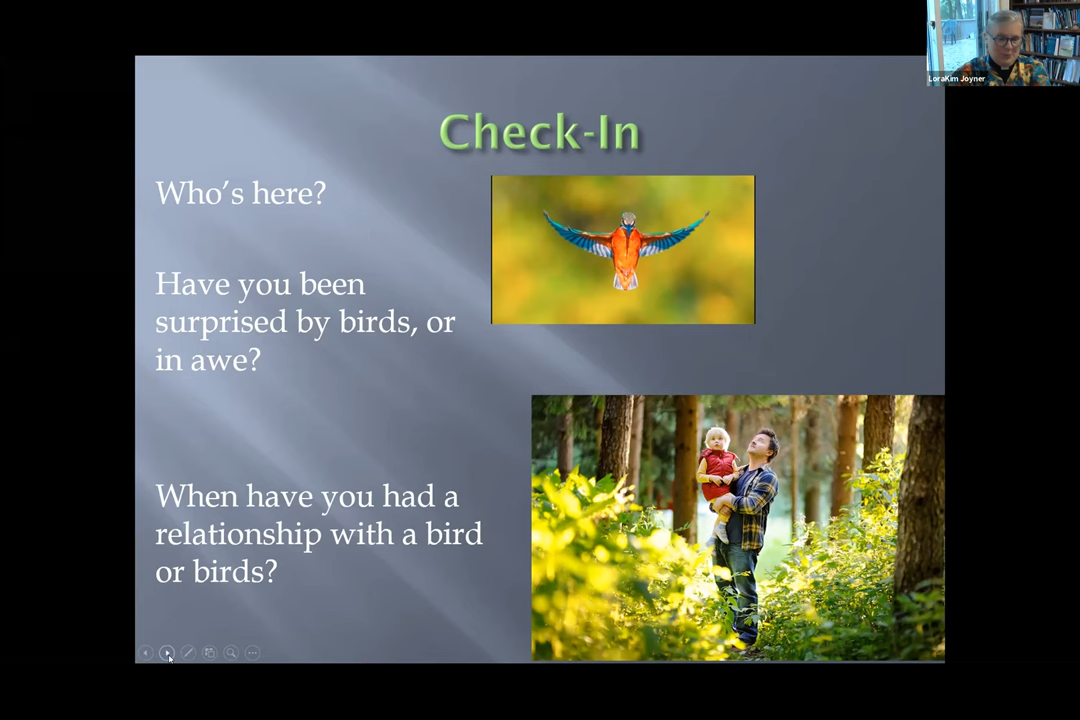 LoraKim Joyner
Check-In
Who’s here?
Have you been
surprised by birds, or
in awe?
When have you had a
relationship with a bird
or birds?